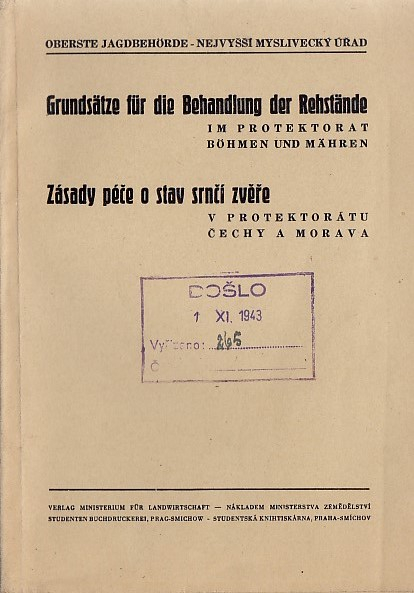 OBERSTE JAGDBEHÖRDE - NEJVYŠŠÍ MYSLIVECKÝ ÚŘAD
Grundsätze für die Behandlung der Rehstände
IM PROTEKTORAT
BÖHMEN UND MÄHREN
Zásady péče o stav srnčí zvěře
V PROTEKTORÁTU
ČECHY A MORAVA
DOŠLO
1 XI. 1943
Vyřízeno: 265
Č
VERLAG MINISTERIUM FÜR LANDWIRTSCHAFT — NÁKLADEM MINISTERSTVA ZEMĚDĚLSTVÍ
STUDENTEN BUCHDRUCKEREI, PRAG-SMICHOW - STUDENTSKÁ KNIHTISKÁRNA, PRAHA-SMÍCHOV